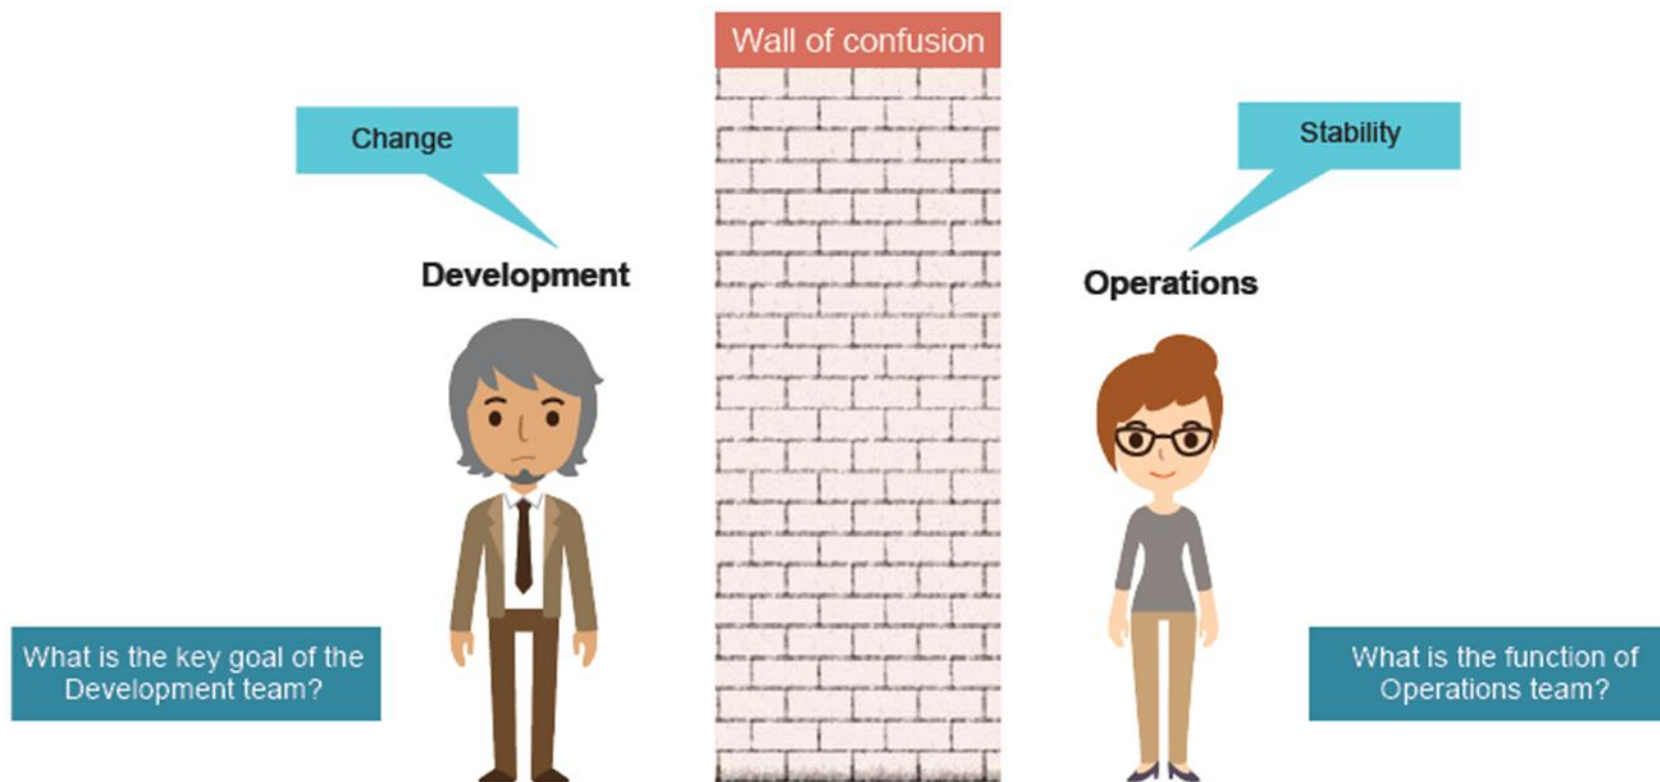 Wall of confusion
Change
Stability
Development
Operations
What is the key goal of the
Development team?
What is the function of
Operations team?